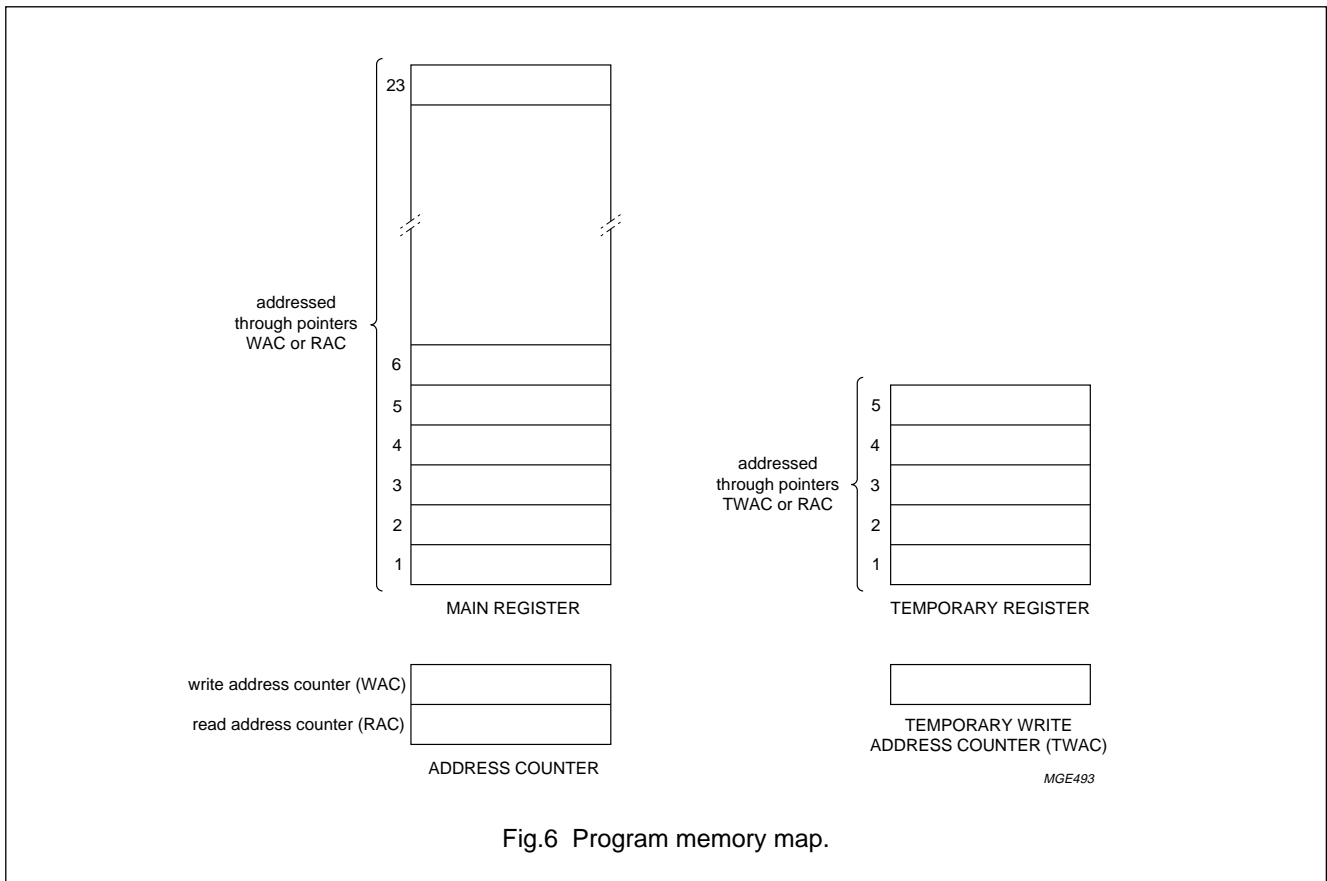 23
addressed
through pointers
WAC or RAC
6
5
4
3
2
1
MAIN REGISTER
addressed
through pointers
TWAC or RAC
5
4
3
2
1
TEMPORARY REGISTER
write address counter (WAC)
read address counter (RAC)
ADDRESS COUNTER
TEMPORARY WRITE
ADDRESS COUNTER (TWAC)
MGE493
Fig.6 Program memory map.